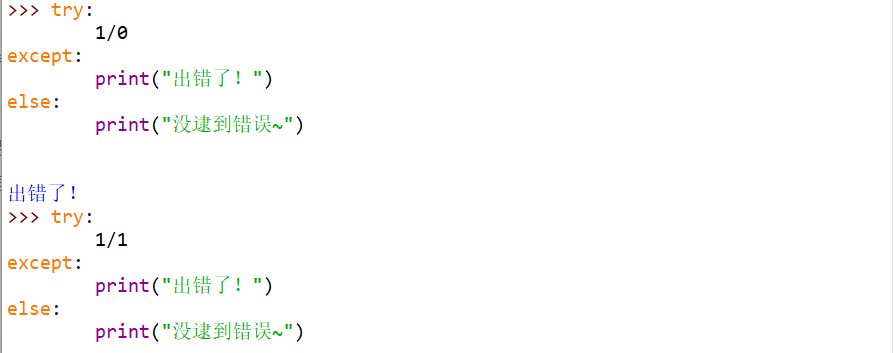 >>> try:
        1/0
except:
        print("出错了！")
else:
        print("没逮到错误~")
出错了！
>>> try:
        1/1
except:
        print("出错了！")
else:
        print("没逮到错误~")